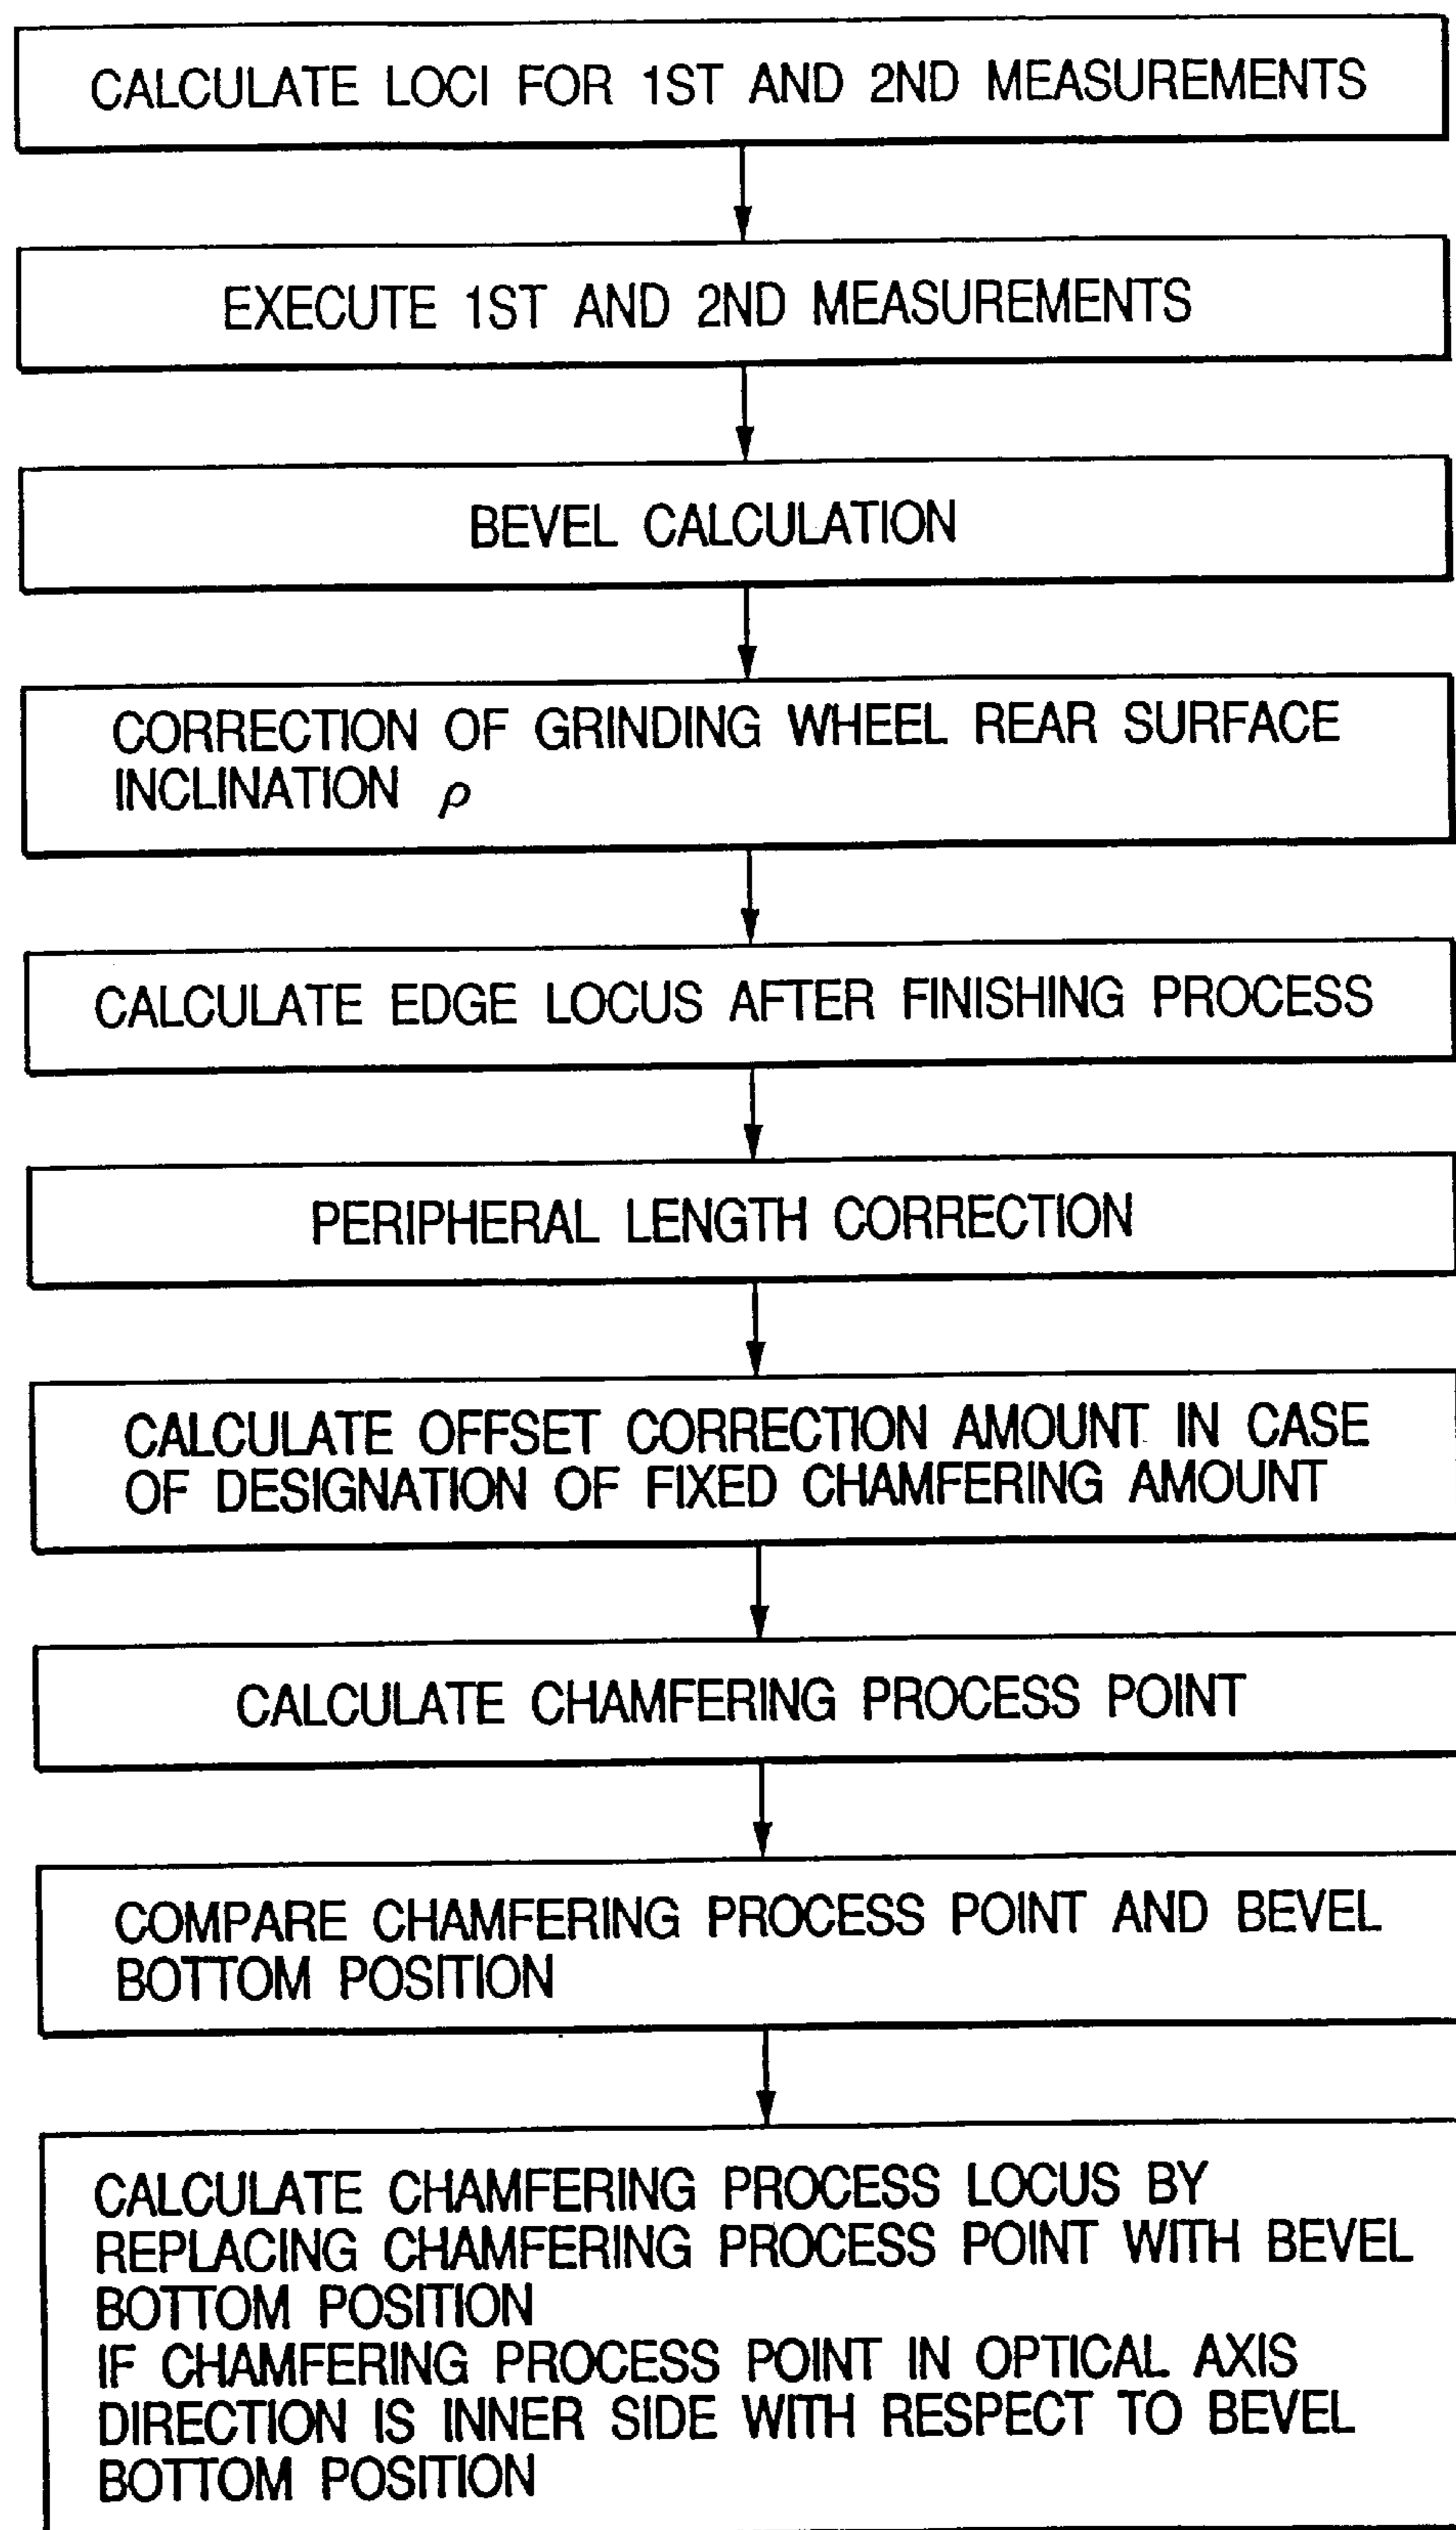 CALCULATE LOCI FOR 1ST AND 2ND MEASUREMENTS
EXECUTE 1ST AND 2ND MEASUREMENTS
BEVEL CALCULATION
CORRECTION OF GRINDING WHEEL REAR SURFACE
INCLINATION ρ
CALCULATE EDGE LOCUS AFTER FINISHING PROCESS
PERIPHERAL LENGTH CORRECTION
CALCULATE OFFSET CORRECTION AMOUNT IN CASE
OF DESIGNATION OF FIXED CHAMFERING AMOUNT
CALCULATE CHAMFERING PROCESS POINT
COMPARE CHAMFERING PROCESS POINT AND BEVEL
BOTTOM POSITION
CALCULATE CHAMFERING PROCESS LOCUS BY
REPLACING CHAMFERING PROCESS POINT WITH BEVEL
BOTTOM POSITION
IF CHAMFERING PROCESS POINT IN OPTICAL AXIS
DIRECTION IS INNER SIDE WITH RESPECT TO BEVEL
BOTTOM POSITION